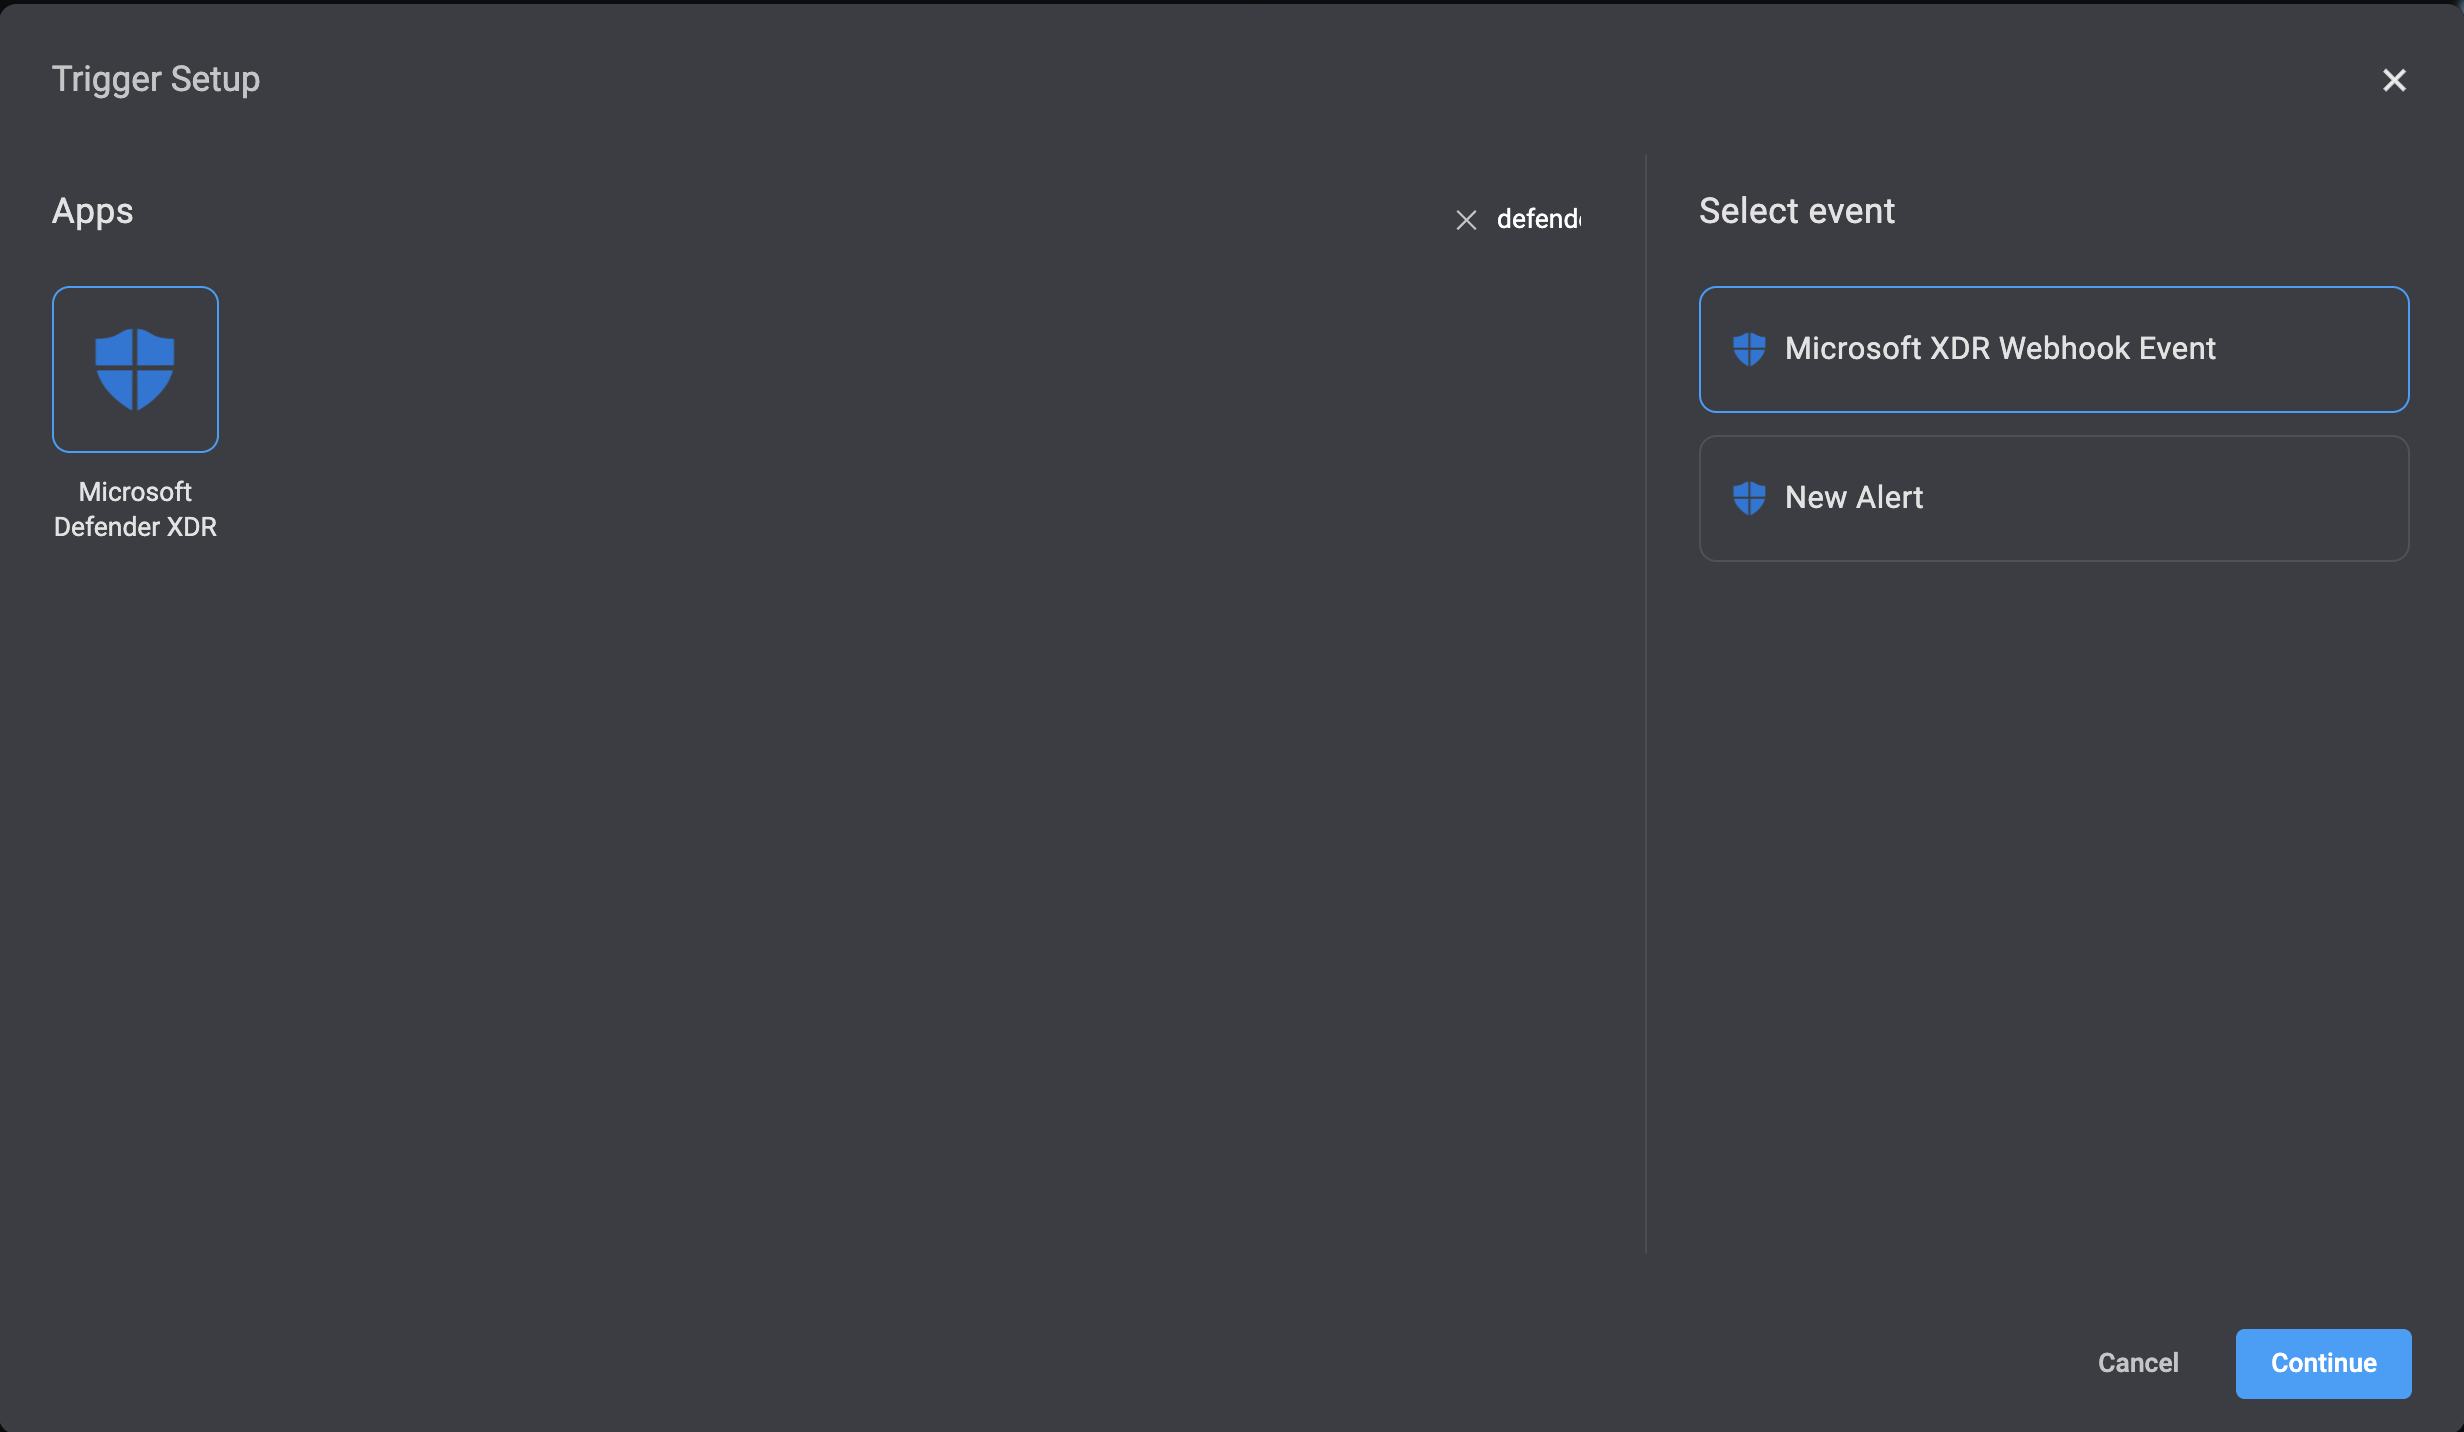 Trigger Setup
Apps
defend
Select event
Microsoft
Defender XDR
Microsoft XDR Webhook Event
New Alert
Cancel
Continue